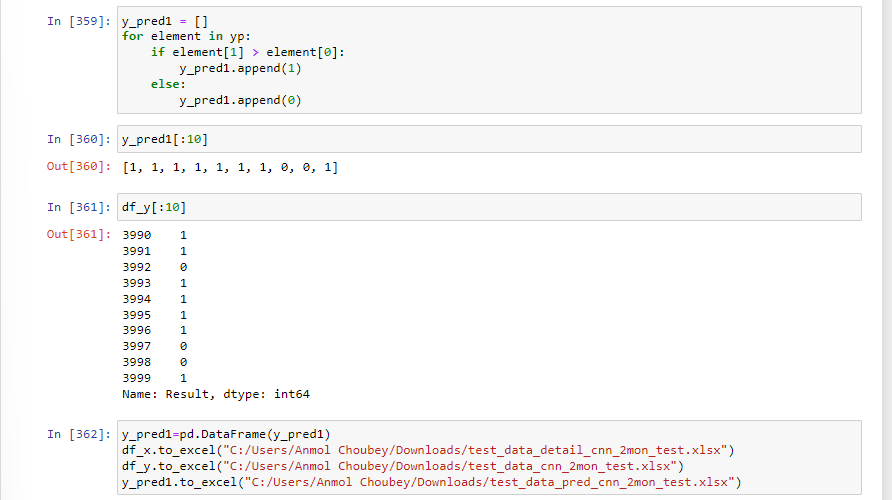 In [359]: y_pred1 = []
for element in yp:
    if element[1] > element[0]:
        y_pred1.append(1)
    else:
        y_pred1.append(0)
In [360]: y_pred1[:10]
Out[360]: [1, 1, 1, 1, 1, 1, 1, 0, 0, 1]
In [361]: df_y[:10]
Out[361]: 3990    1
3991    1
3992    0
3993    1
3994    1
3995    1
3996    1
3997    0
3998    0
3999    1
Name: Result, dtype: int64
In [362]: y_pred1=pd.DataFrame(y_pred1)
df_x.to_excel("C:/Users/Anmol Choubey/Downloads/test_data_detail_cnn_2mon_test.xlsx")
df_y.to_excel("C:/Users/Anmol Choubey/Downloads/test_data_cnn_2mon_test.xlsx")
y_pred1.to_excel("C:/Users/Anmol Choubey/Downloads/test_data_pred_cnn_2mon_test.xlsx")